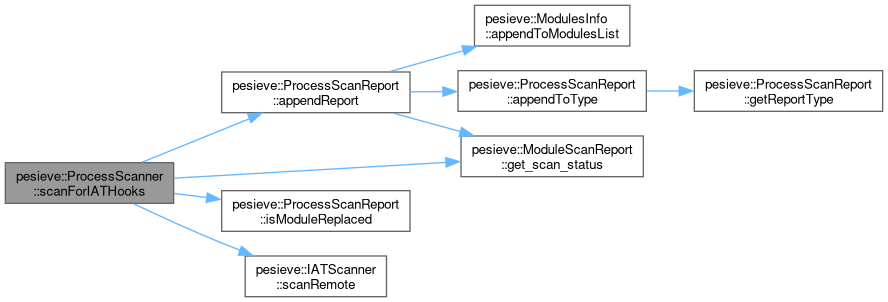 pesieve::ModulesInfo
::appendToModulesList
pesieve::ProcessScanReport
::appendReport
pesieve::ProcessScanReport
::appendToType
pesieve::ProcessScanReport
::getReportType
pesieve::ModuleScanReport
::get_scan_status
pesieve::ProcessScanner
::scanForIATHooks
pesieve::ProcessScanReport
::isModuleReplaced
pesieve::IATScanner
::scanRemote